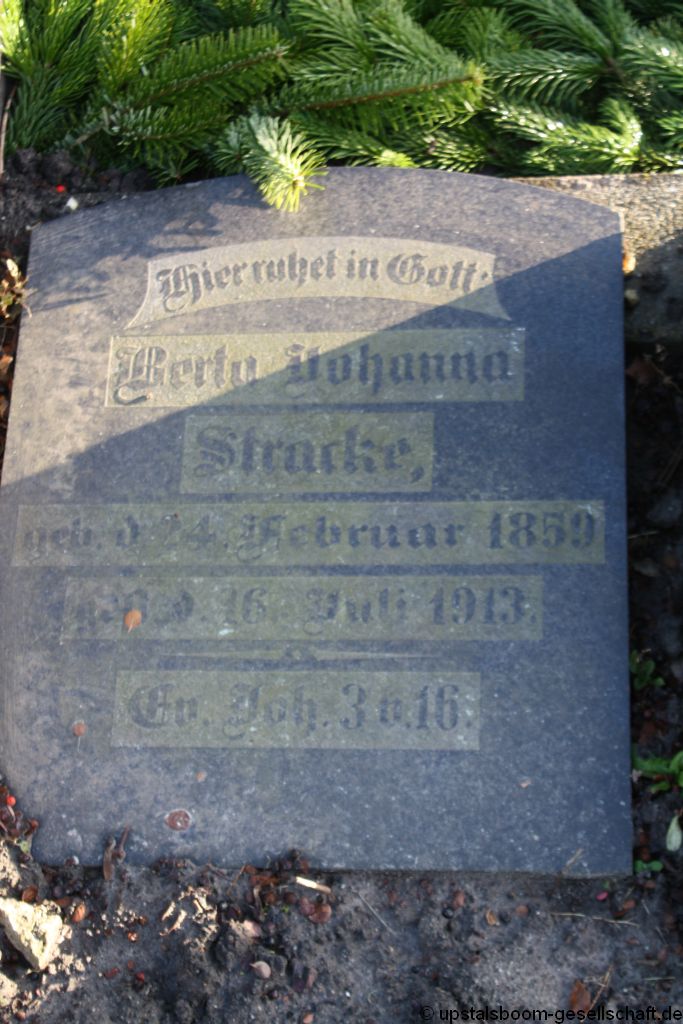 Hier ruhet in Gott:
Berta Johanna
Stracke,
geb. d. 24. Februar 1859
gest. d. 16. Juli 1913.
Ev. Joh. 3 v. 16.
© upstalsboom-gesellschaft.de